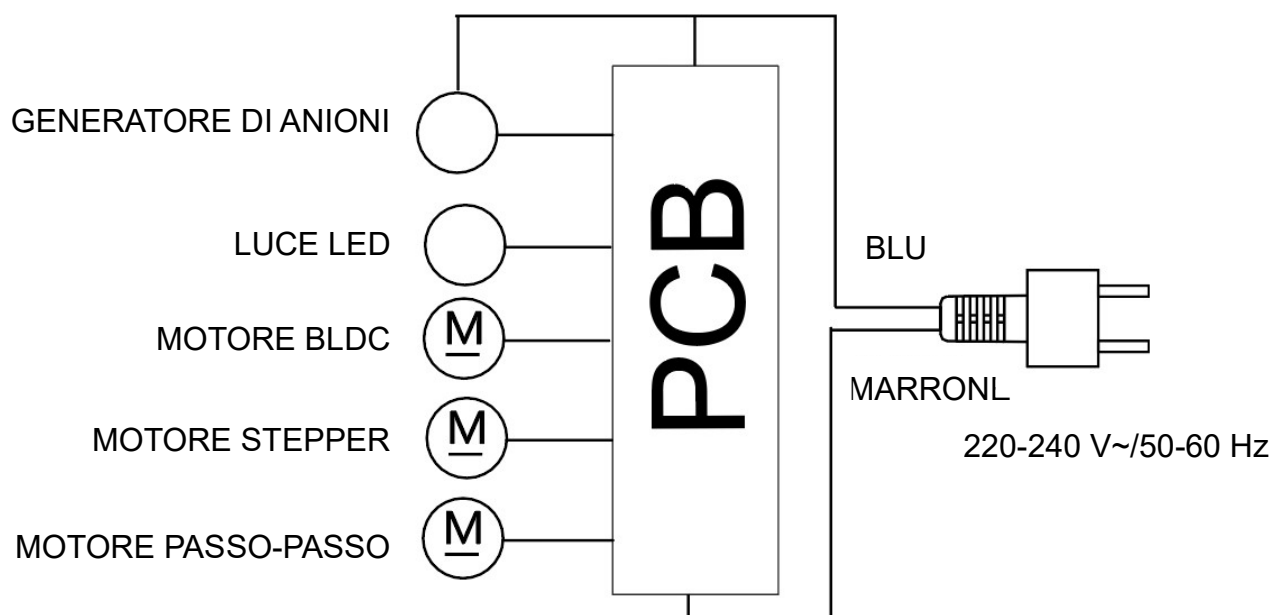 GENERATORE DI ANIONI
LUCE LED
MOTORE BLDC
MOTORE STEPPER
MOTORE PASSO-PASSO
M
M
M
PCB
BLU
MARRONL
220-240 V~/50-60 Hz